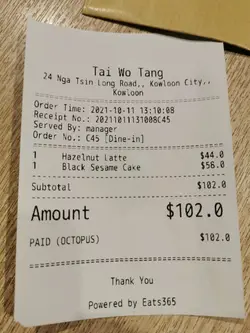 Tai Wo Tang
24 Nga Tsin Long Road., Kowloon City.,
Kowloon
Order Time: 2021-10-11 13:10:08
Receipt No.: 20211011131008C45
Served By: manager
Order No.: C45 [Dine-in]
1 Hazelnut Latte $44.0
1 Black Sesame Cake $58.0
Subtotal $102.0
Amount $102.0
PAID (OCTOPUS) $102.0
Thank You
Powered by Eats365